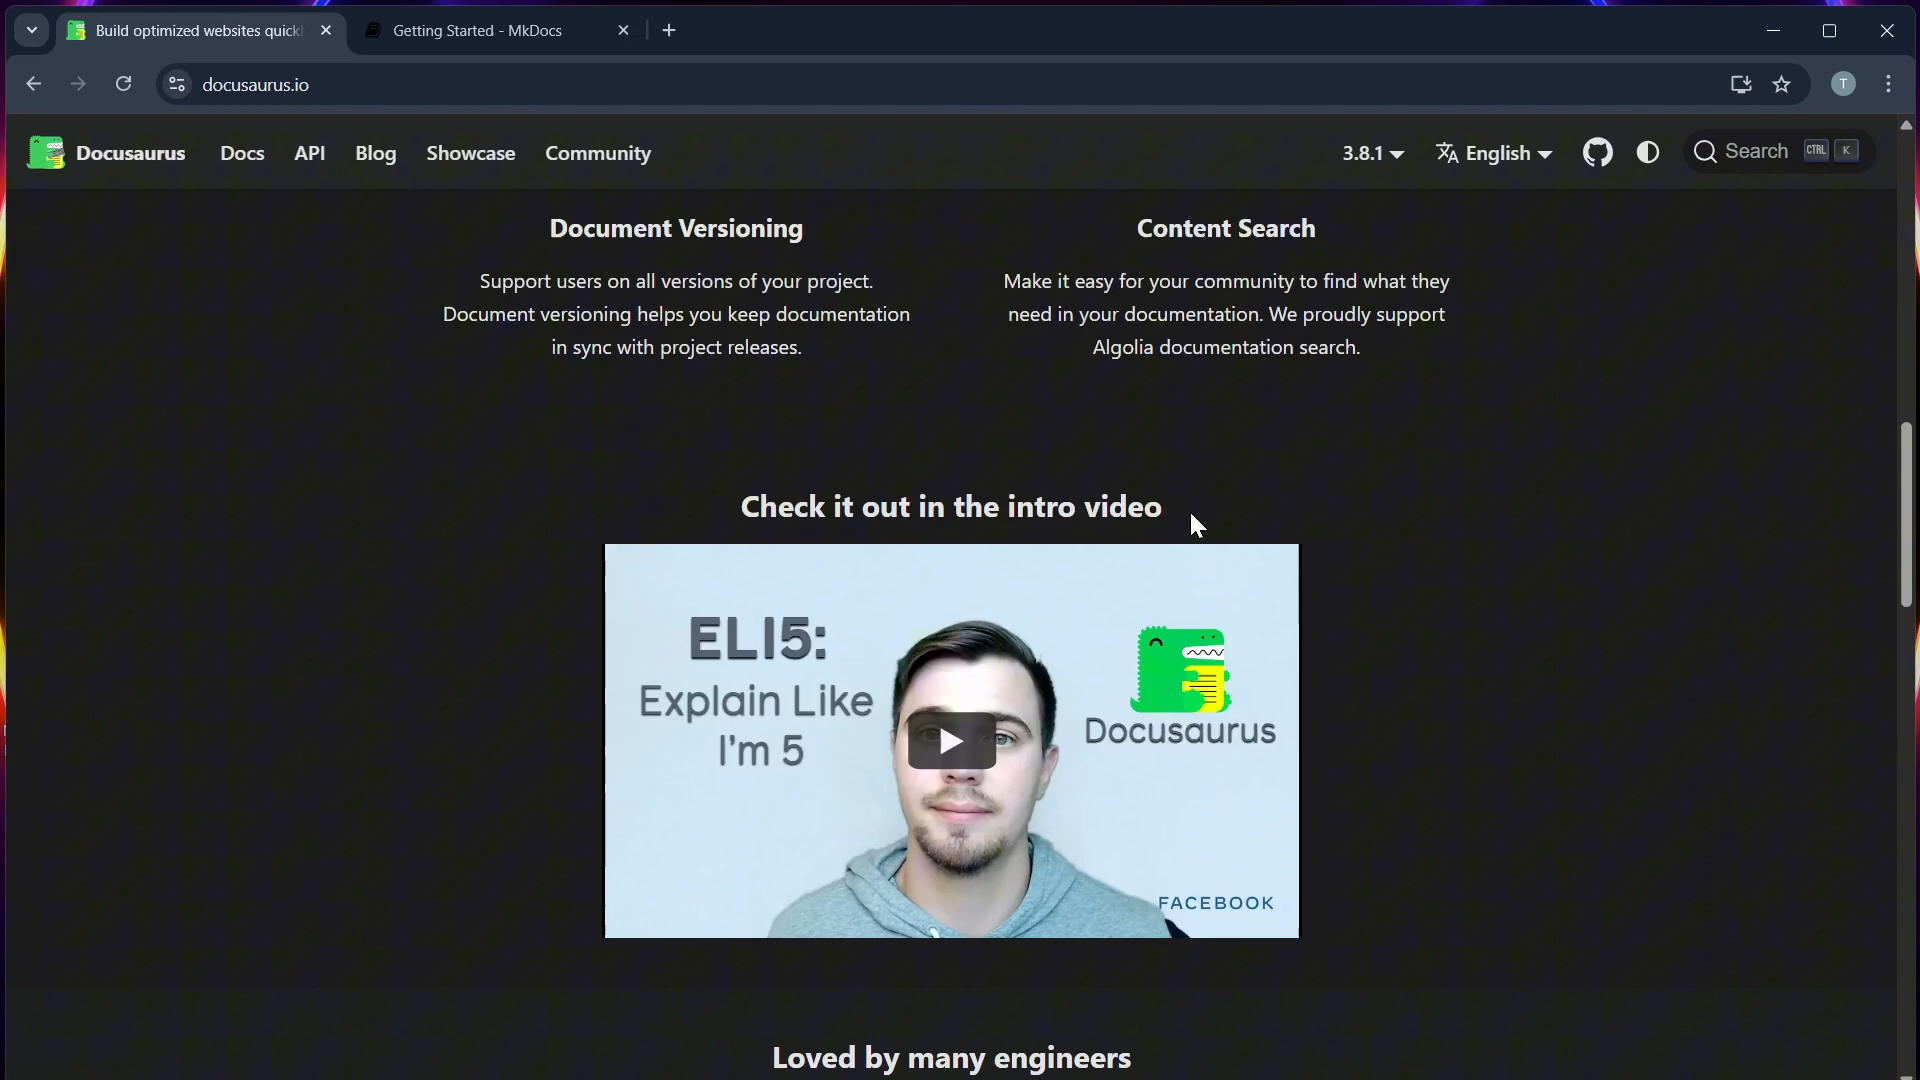 Build optimized websites quick
Getting Started - MkDocs
docusaurus.io
T
Docusaurus
Docs
API
Blog
Showcase
Community
3.8.1
English
Search
CTRL
K
Document Versioning
Support users on all versions of your project.
Document versioning helps you keep documentation
in sync with project releases.
Content Search
Make it easy for your community to find what they
need in your documentation. We proudly support
Algolia documentation search.
Check it out in the intro video
ELI5:
Explain Like
I'm 5
Docusaurus
FACEBOOK
Loved by many engineers